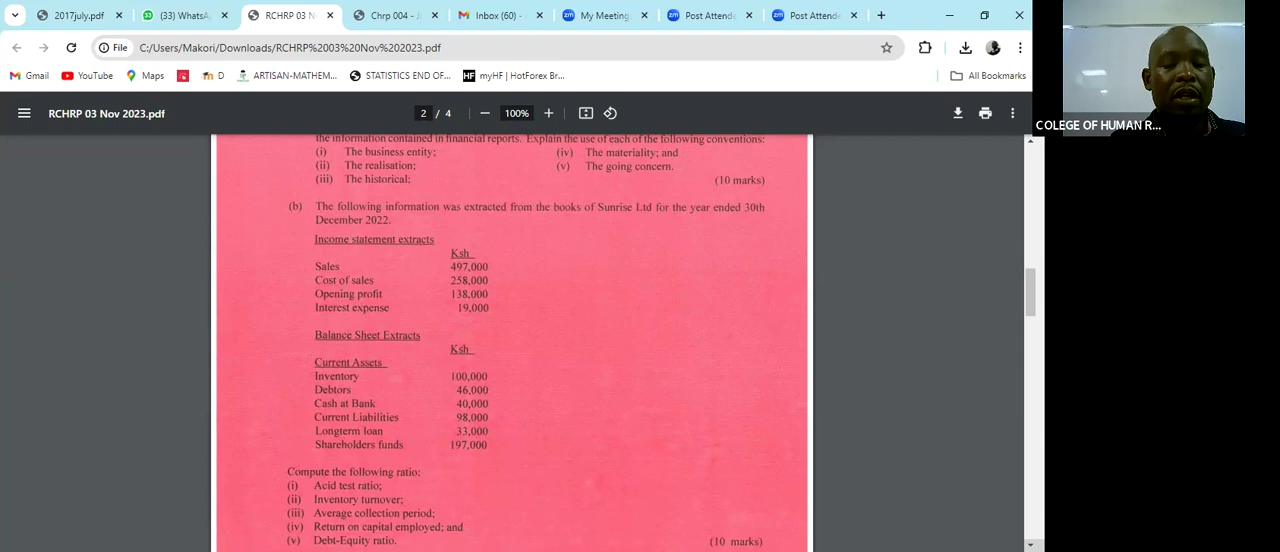 2017july.pdf
(33) WhatsA
RCHRP 03 N
Chrp 004 - J
Inbox (60) -
My Meeting
Post Attende
Post Attende
File
C:/Users/Makori/Downloads/RCHRP%2003%20Nov%202023.pdf
Gmail
YouTube
Maps
D
ARTISAN-MATHEM...
STATISTICS END OF...
HF myHF | HotForex Br...
All Bookmarks
RCHRP 03 Nov 2023.pdf
2 / 4
100%
COLEGE OF HUMAN R...
the information contained in financial reports. Explain the use of each of the following conventions:
(i) The business entity; (iv) The materiality; and
(ii) The realisation; (v) The going concern.
(iii) The historical; (10 marks)
(b) The following information was extracted from the books of Sunrise Ltd for the year ended 30th
December 2022.
Income statement extracts
Ksh
Sales 497,000
Cost of sales 258,000
Opening profit 138,000
Interest expense 19,000
Balance Sheet Extracts
Ksh
Current Assets
Inventory 100,000
Debtors 46,000
Cash at Bank 40,000
Current Liabilities 98,000
Longterm loan 33,000
Shareholders funds 197,000
Compute the following ratio:
(i) Acid test ratio;
(ii) Inventory turnover;
(iii) Average collection period;
(iv) Return on capital employed; and
(v) Debt-Equity ratio. (10 marks)